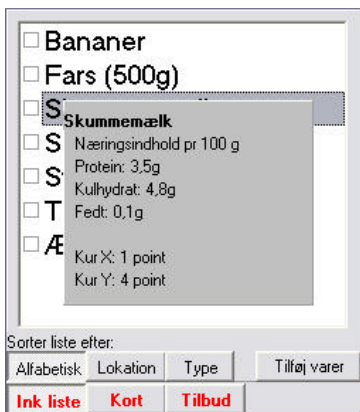 Bananer
Fars (500g)
S
Skummemælk
Næringsindhold pr 100 g
Protein: 3,5g
Kulhydrat: 4,8g
Fedt: 0,1g
Kur X: 1 point
Kur Y: 4 point
S
S
T
Æ
Sorter liste efter:
Alfabetisk Lokation Type Tilføj varer
Ink liste Kort Tilbud